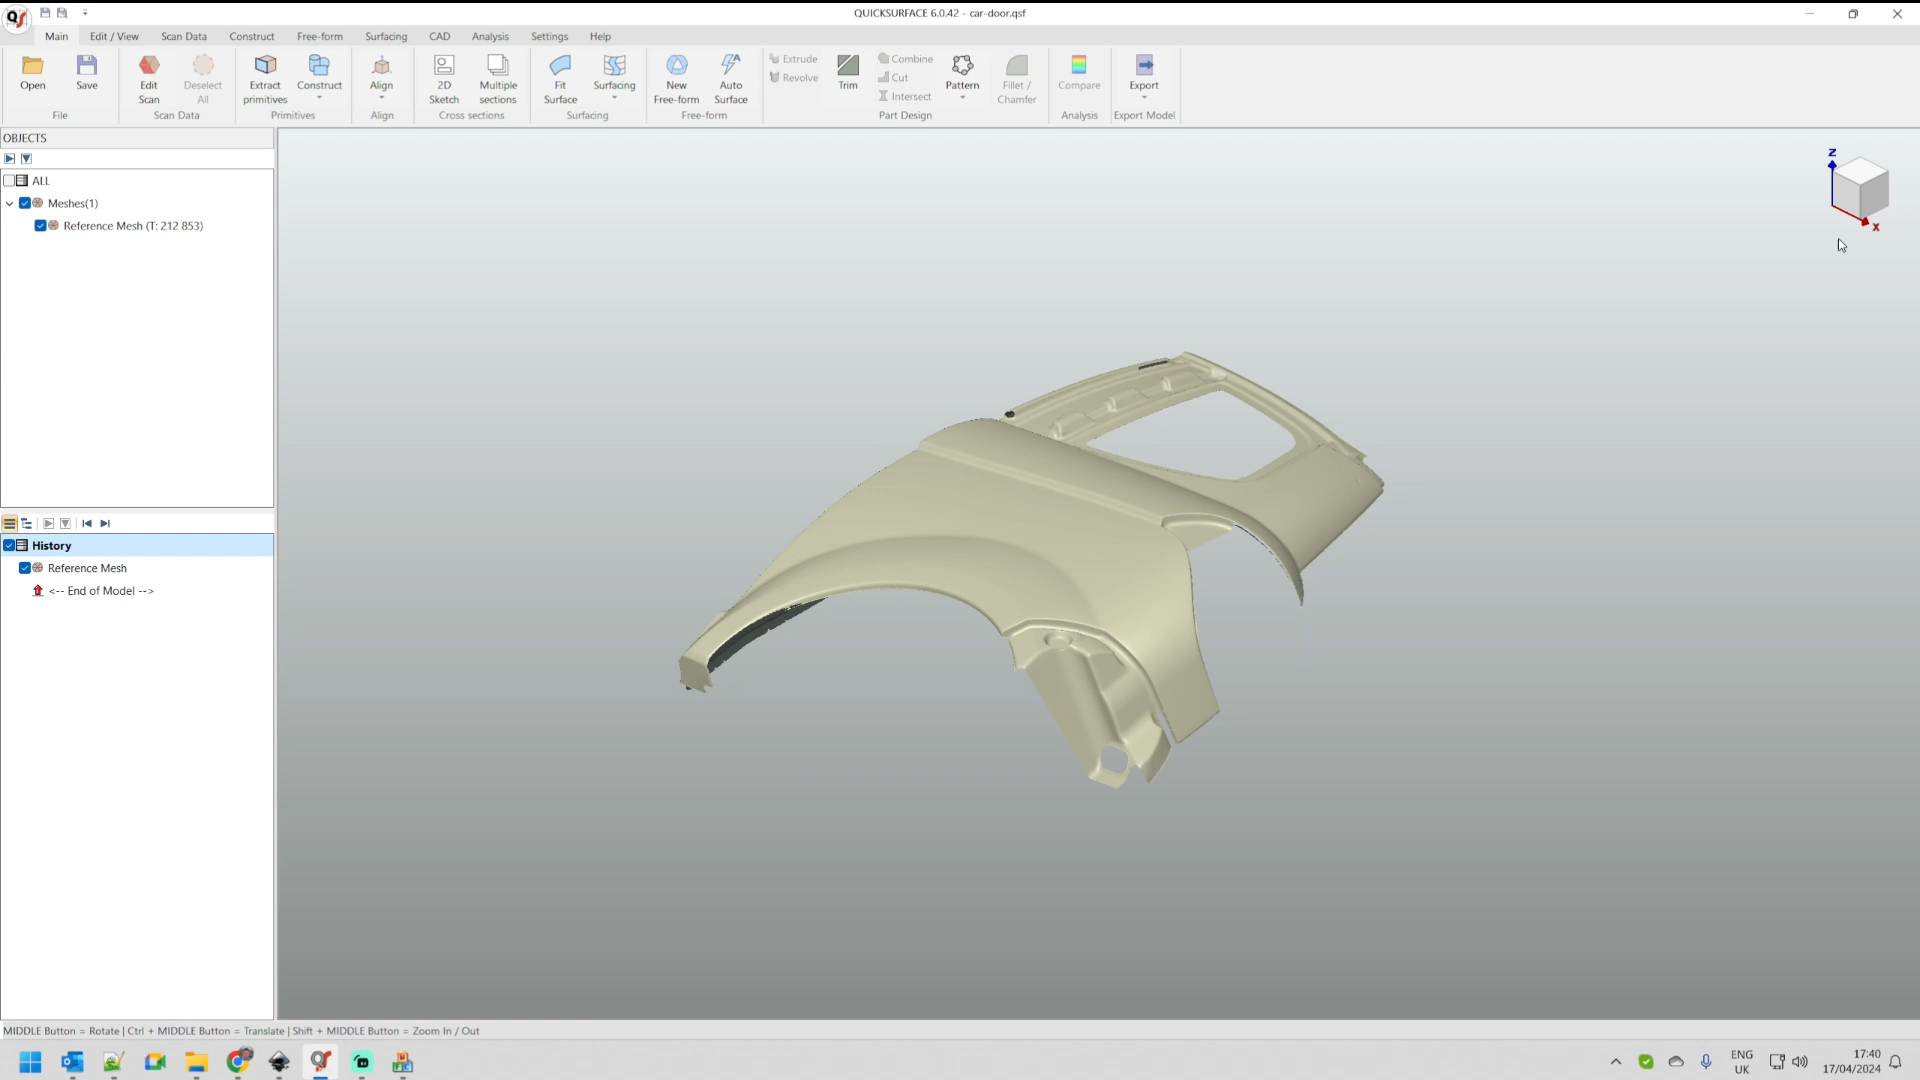 QUICKSURFACE 6.0.42 - car-door.qsf
Main Edit / View Scan Data Construct Free-form Surfacing CAD Analysis Settings Help
Open Save Edit Scan Deselect All Extract primitives Construct Align 2D Sketch Multiple sections Fit Surface Surfacing New Free-form Auto Surface Extrude Revolve Trim Combine Cut Intersect Pattern Fillet / Chamfer Compare Export
File Scan Data Primitives Align Cross sections Surfacing Free-form Part Design Analysis Export Model
OBJECTS
ALL
Meshes(1)
Reference Mesh (T: 212 853)
Z
X
History
Reference Mesh
<-- End of Model -->
MIDDLE Button = Rotate | Ctrl + MIDDLE Button = Translate | Shift + MIDDLE Button = Zoom In / Out
ENG
UK
17:40
17/04/2024